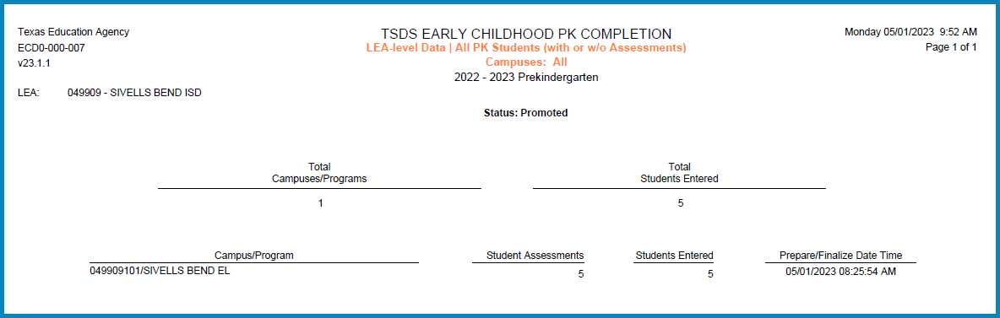 Texas Education Agency
TSDS EARLY CHILDHOOD PK COMPLETION
Monday 05/01/2023 9:52 AM
ECD0-000-007
LEA-level Data | All PK Students (with or w/o Assessments)
Page 1 of 1
v23.1.1
Campuses: All
2022 - 2023 Prekindergarten
LEA: 049909 - SIVELLS BEND ISD
Status: Promoted
Total
Campuses/Programs
Total
Students Entered
1
5
Campus/Program Student Assessments Students Entered Prepare/Finalize Date Time
049909101/SIVELLS BEND EL 5 5 05/01/2023 08:25:54 AM